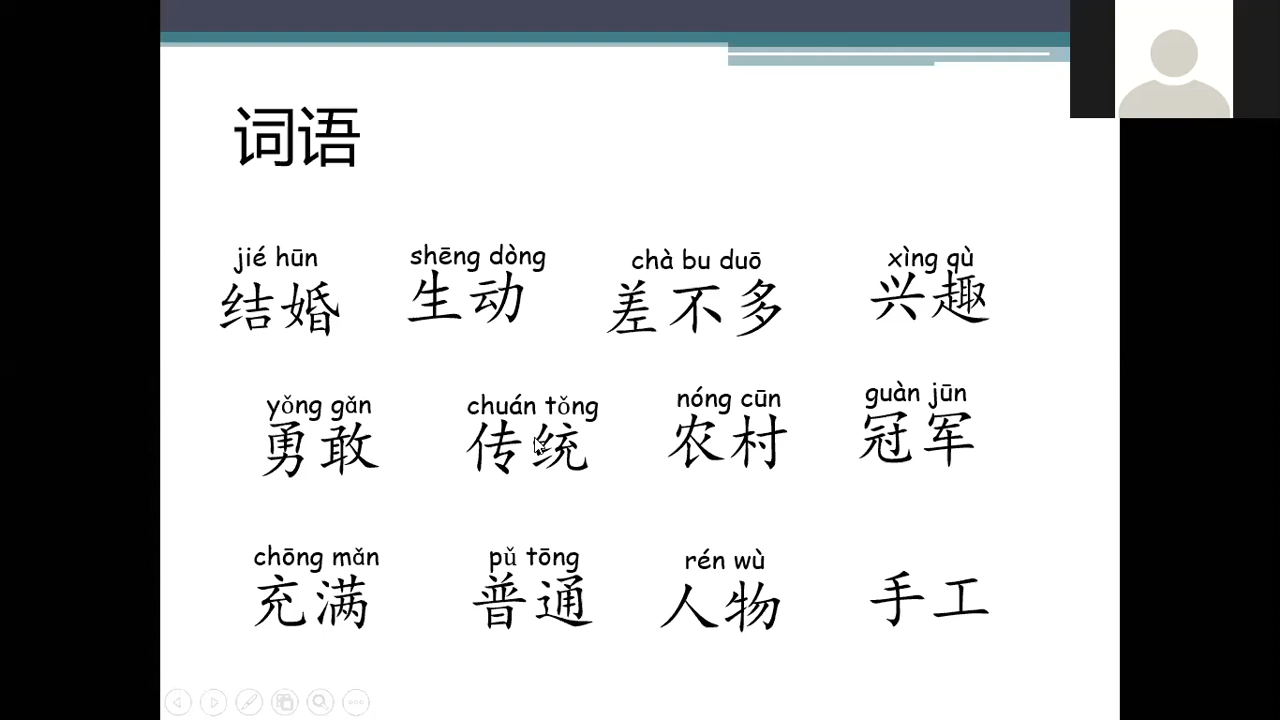 词语
jié hūn shēng dòng chà bu duō xìng qù
结婚 生动 差不多 兴趣
yǒng gǎn chuán tǒng nóng cūn guàn jūn
勇敢 传统 农村 冠军
chōng mǎn pǔ tōng rén wù
充满 普通 人物 手工